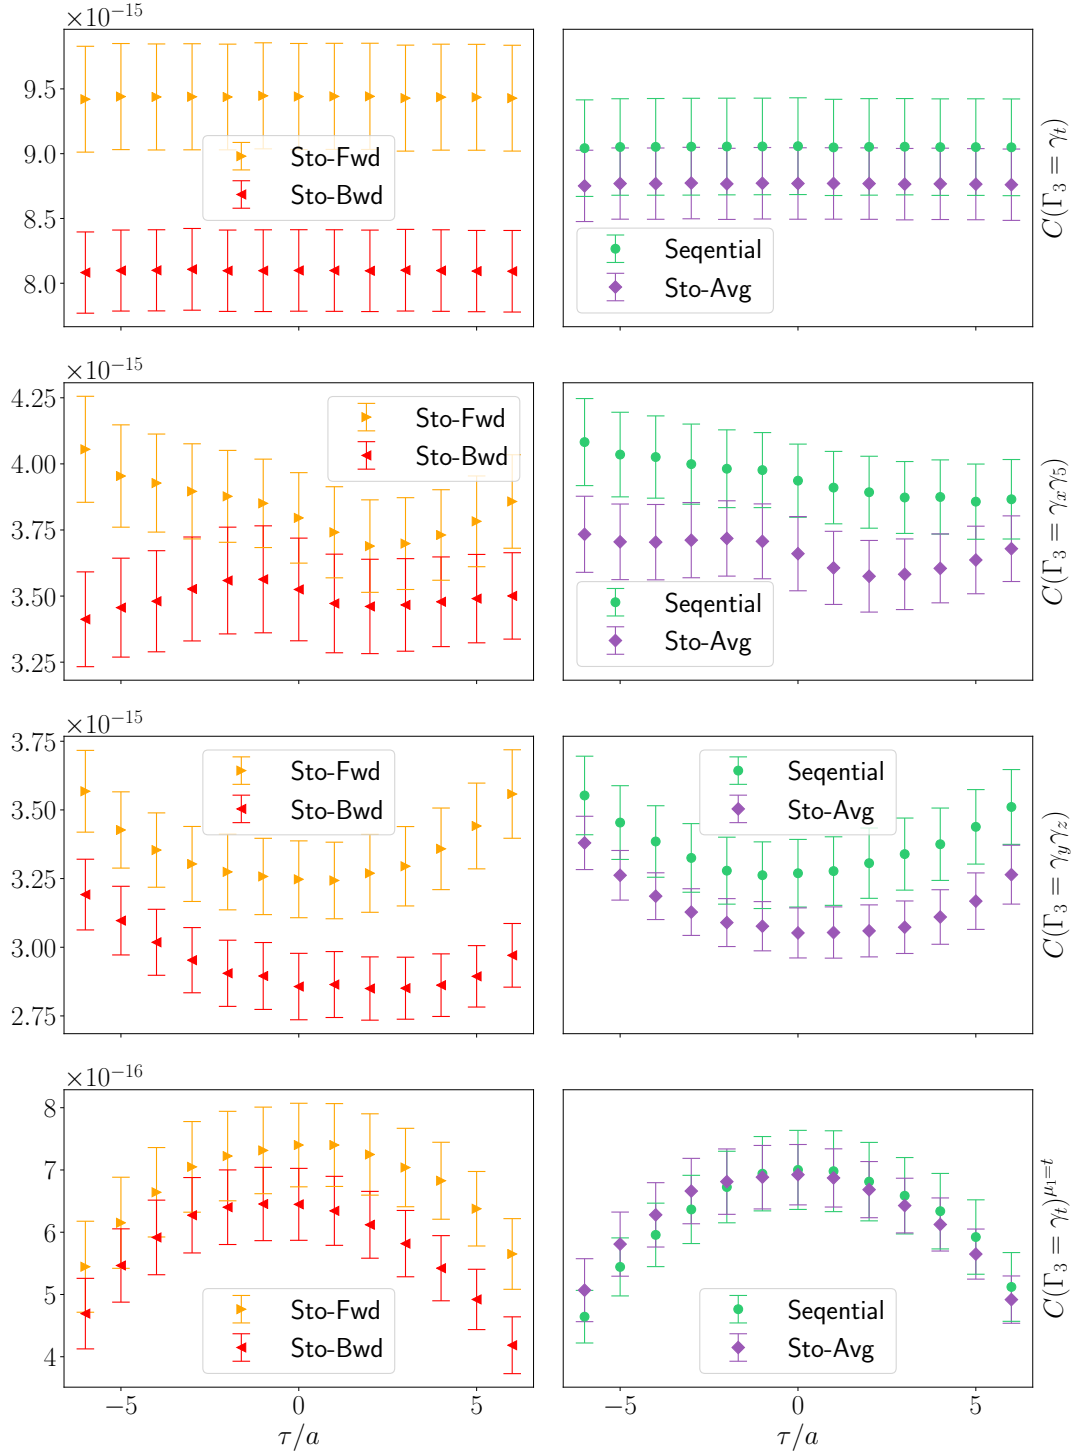 ×10⁻¹⁵
9.5
9.0
8.5
8.0
Sto-Fwd
Sto-Bwd
Seqential
Sto-Avg
C(Γ₃ = γₜ)
×10⁻¹⁵
4.25
4.00
3.75
3.50
3.25
Sto-Fwd
Sto-Bwd
Seqential
Sto-Avg
C(Γ₃ = γₓγ₅)
×10⁻¹⁵
3.75
3.50
3.25
3.00
2.75
Sto-Fwd
Sto-Bwd
Seqential
Sto-Avg
C(Γ₃ = γ_yγ_z)
×10⁻¹⁶
8
7
6
5
4
Sto-Fwd
Sto-Bwd
Seqential
Sto-Avg
C(Γ₃ = γₜ)^{μ₁=t}
−5 0 5
τ/a
−5 0 5
τ/a